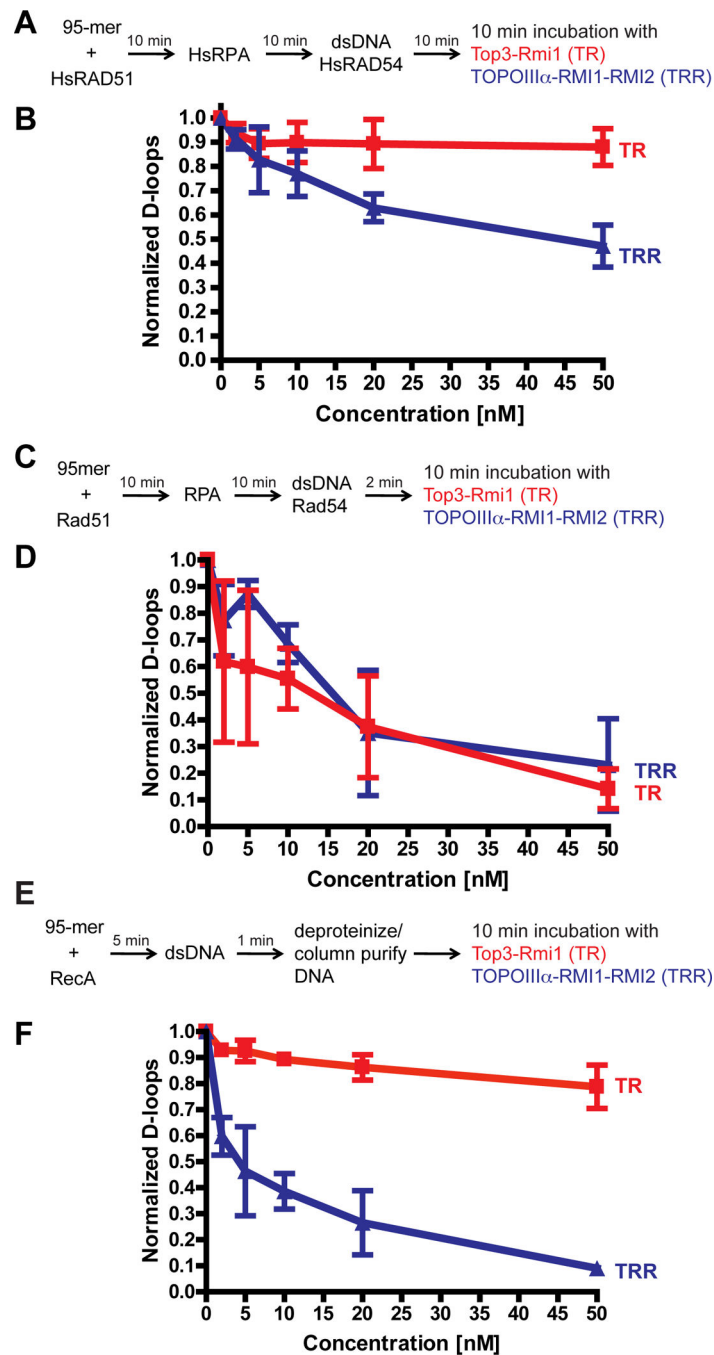 A
95-mer
+
HsRAD51
10 min
HsRPA
10 min
dsDNA
HsRAD54
10 min
10 min incubation with
Top3-Rmi1 (TR)
TOPOIIIα-RMI1-RMI2 (TRR)
B
Normalized D-loops
1.0
0.9
0.8
0.7
0.6
0.5
0.4
0.3
0.2
0.1
0.0
TR
TRR
0 5 10 15 20 25 30 35 40 45 50
Concentration [nM]
C
95mer
+
Rad51
10 min
RPA
10 min
dsDNA
Rad54
2 min
10 min incubation with
Top3-Rmi1 (TR)
TOPOIIIα-RMI1-RMI2 (TRR)
D
Normalized D-loops
1.0
0.9
0.8
0.7
0.6
0.5
0.4
0.3
0.2
0.1
0.0
TRR
TR
0 5 10 15 20 25 30 35 40 45 50
Concentration [nM]
E
95-mer
+
RecA
5 min
dsDNA
1 min
deproteinize/
column purify
DNA
10 min incubation with
Top3-Rmi1 (TR)
TOPOIIIα-RMI1-RMI2 (TRR)
F
Normalized D-loops
1.0
0.9
0.8
0.7
0.6
0.5
0.4
0.3
0.2
0.1
0.0
TR
TRR
0 5 10 15 20 25 30 35 40 45 50
Concentration [nM]